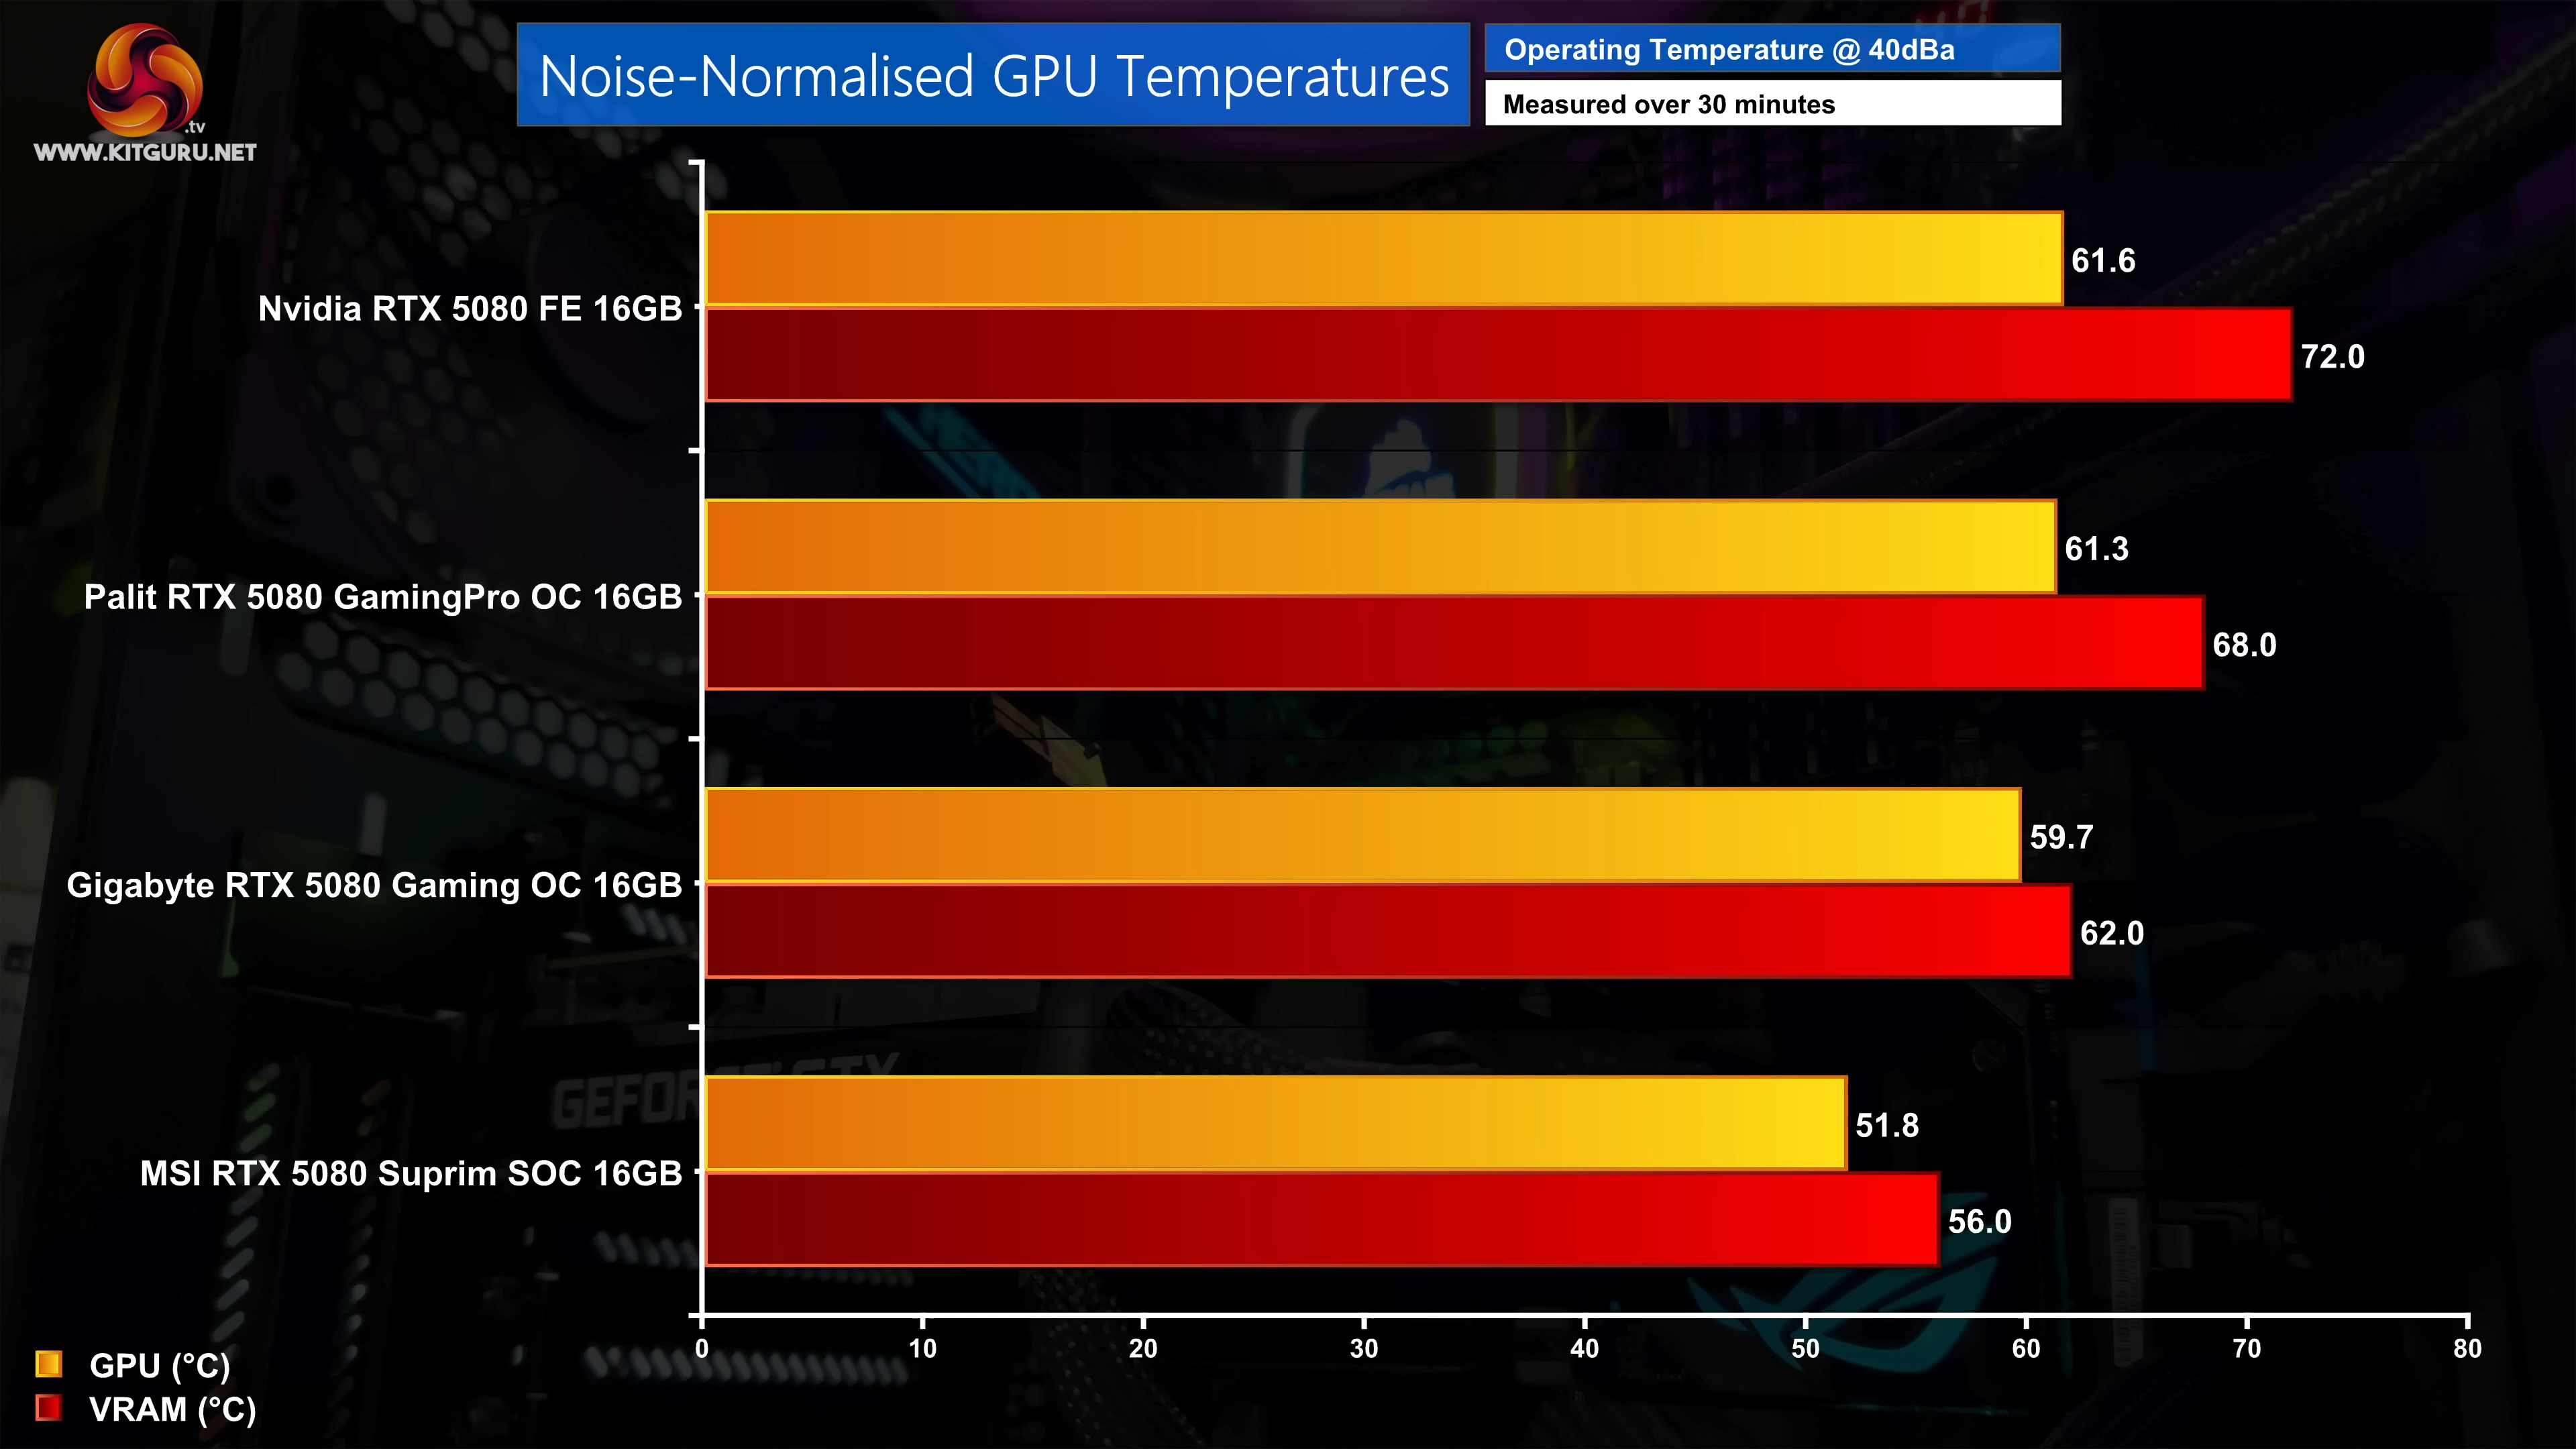 .tv
WWW.KITGURU.NET
Noise-Normalised GPU Temperatures
Operating Temperature @ 40dBa
Measured over 30 minutes
Nvidia RTX 5080 FE 16GB
61.6
72.0
Palit RTX 5080 GamingPro OC 16GB
61.3
68.0
Gigabyte RTX 5080 Gaming OC 16GB
59.7
62.0
MSI RTX 5080 Suprim SOC 16GB
51.8
56.0
0 10 20 30 40 50 60 70 80
GPU (°C)
VRAM (°C)